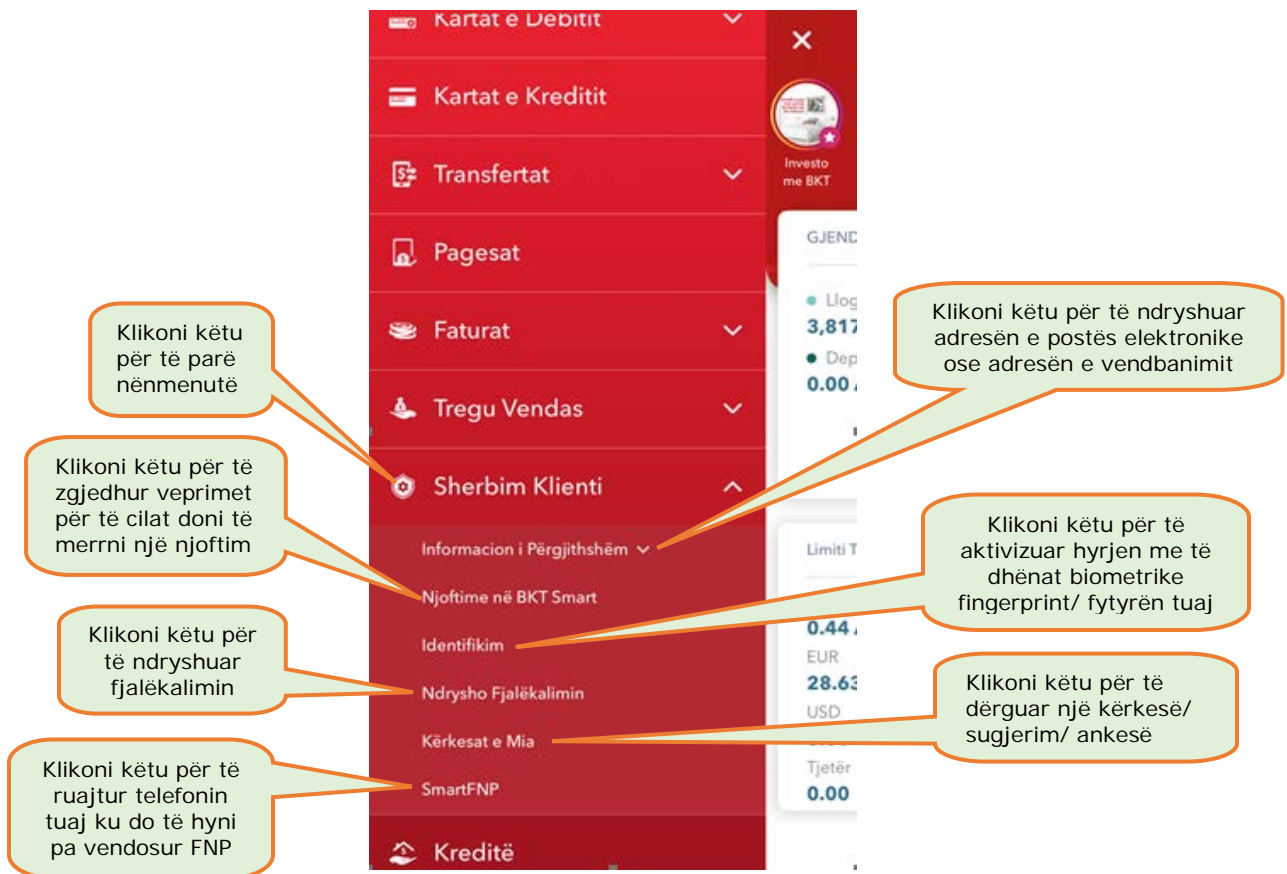 Kartat e Debitit
Kartat e Kreditit
Transfertat
Pagesat
Faturat
Tregu Vendas
Sherbim Klienti
Informacion i Përgjithshëm
Njoftime në BKT Smart
Identifikim
Ndrysho Fjalëkalimin
Kërkesat e Mia
SmartFNP
Kreditë
Investo
me BKT
GJEND
Llog
3,817
Dep
0.00
Limiti T
0.44
EUR
28.63
USD
Tjetër
0.00
Klikoni këtu
për të parë
nënmenutë
Klikoni këtu për të
zgjedhur veprimet
për të cilat doni të
merrni një njoftim
Klikoni këtu për
të ndryshuar
fjalëkalimin
Klikoni këtu për të
ruajtur telefonin
tuaj ku do të hyni
pa vendosur FNP
Klikoni këtu për të ndryshuar
adresën e postës elektronike
ose adresën e vendbanimit
Klikoni këtu për të
aktivizuar hyrjen me të
dhënat biometrike
fingerprint/ fytyrën tuaj
Klikoni këtu për të
dërguar një kërkesë/
sugjerim/ ankesë